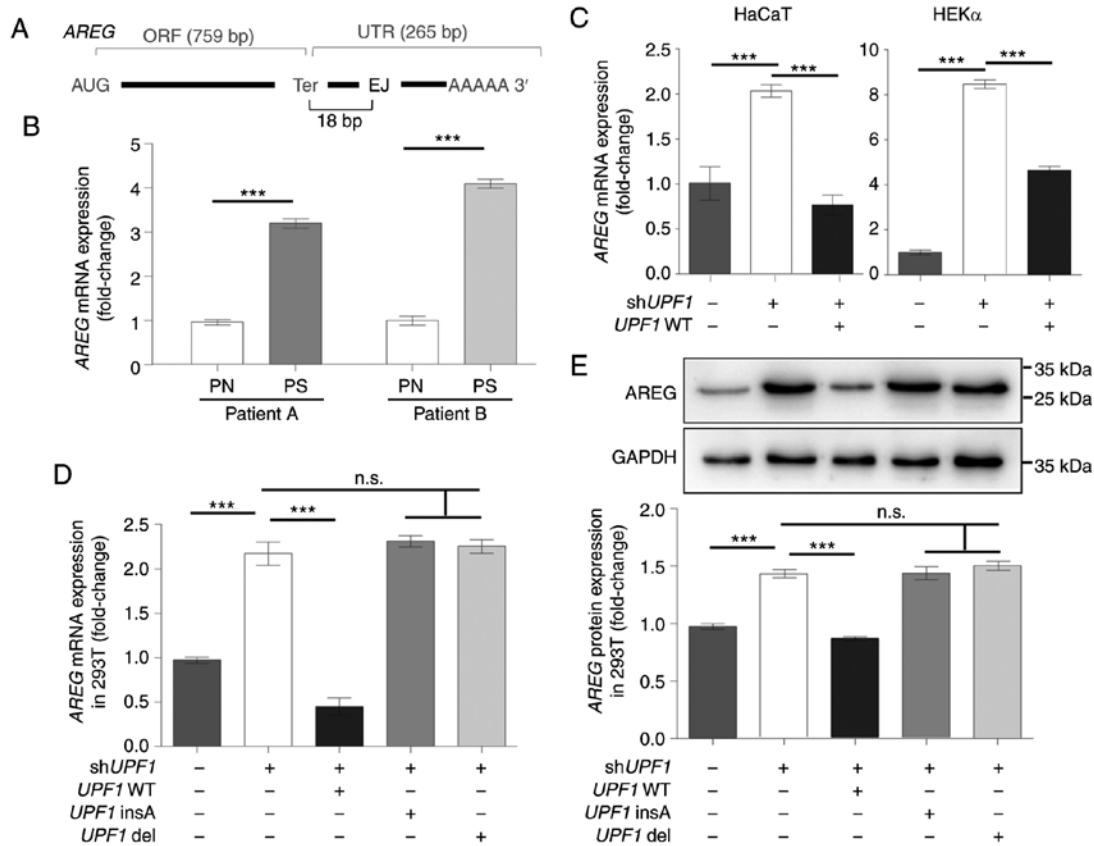 A
AREG
ORF (759 bp)
UTR (265 bp)
AUG
Ter
EJ
AAAAA 3′
18 bp
B
AREG mRNA expression
(fold-change)
5
4
3
2
1
0
***
***
PN
PS
PN
PS
Patient A
Patient B
C
HaCaT
HEKα
AREG mRNA expression
(fold-change)
2.5
2.0
1.5
1.0
0.5
0.0
***
***
10
8
6
4
2
0
***
***
shUPF1 – + + – + +
UPF1 WT – – + – – +
D
AREG mRNA expression
in 293T (fold-change)
2.5
2.0
1.5
1.0
0.5
0.0
n.s.
***
***
shUPF1 – + + + +
UPF1 WT – – + – –
UPF1 insA – – – + –
UPF1 del – – – – +
E
AREG
35 kDa
25 kDa
GAPDH
35 kDa
AREG protein expression
in 293T (fold-change)
2.0
1.5
1.0
0.5
0.0
n.s.
***
***
shUPF1 – + + + +
UPF1 WT – – + – –
UPF1 insA – – – + –
UPF1 del – – – – +